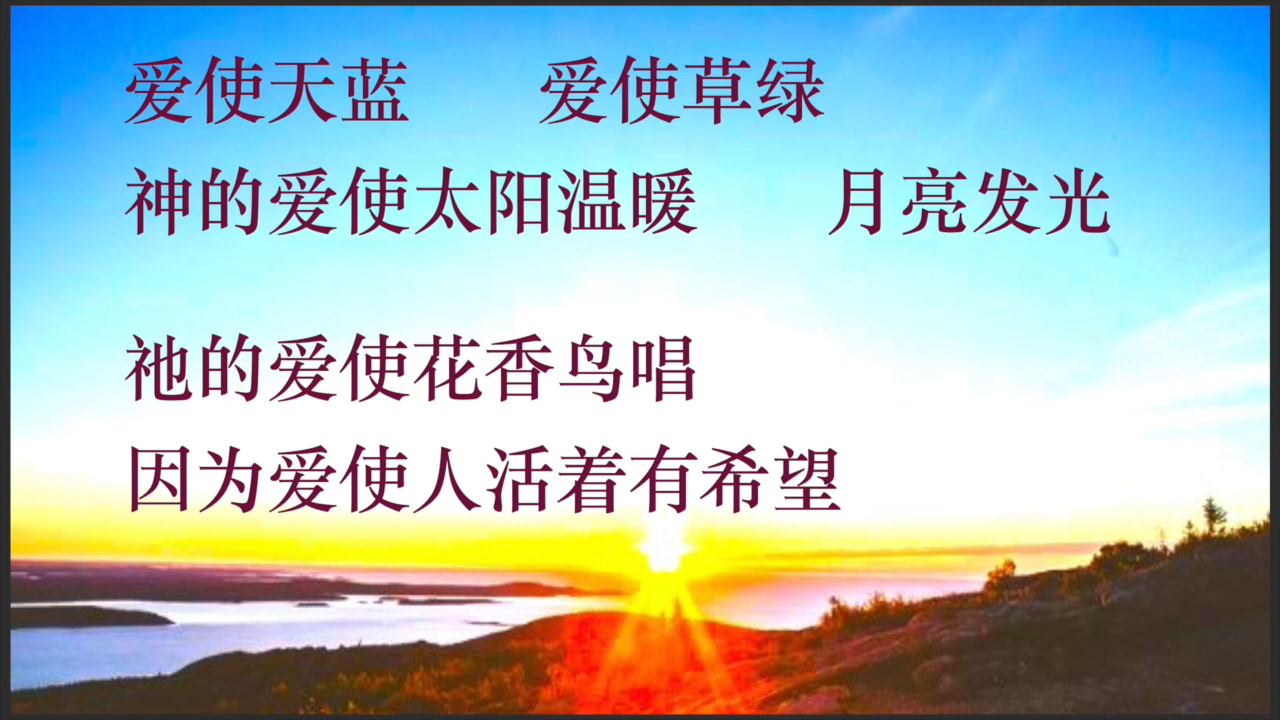 爱使天蓝  爱使草绿
神的爱使太阳温暖  月亮发光
祂的爱使花香鸟唱
因为爱使人活着有希望